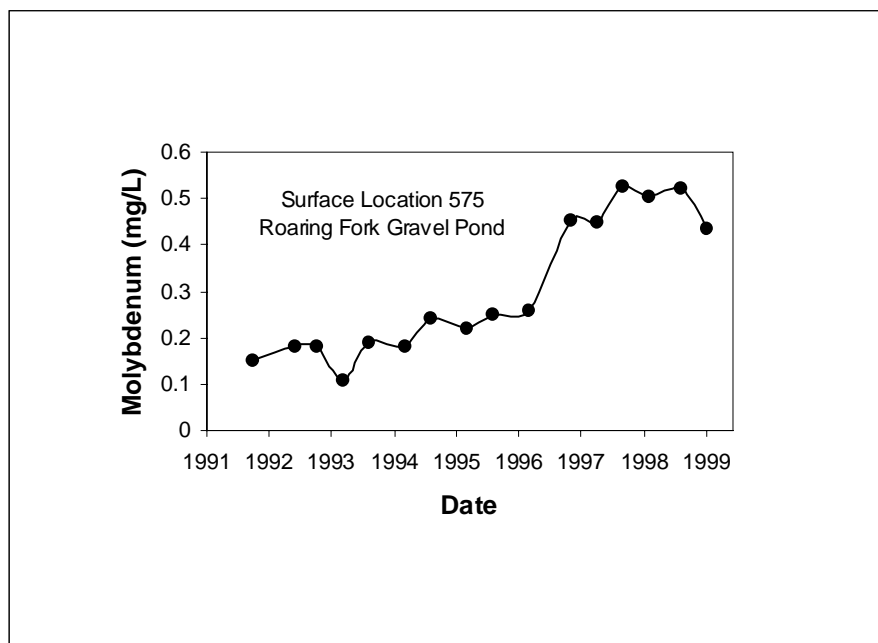 Molybdenum (mg/L)
0.6
0.5
0.4
0.3
0.2
0.1
0
Surface Location 575
Roaring Fork Gravel Pond
1991 1992 1993 1994 1995 1996 1997 1998 1999
Date